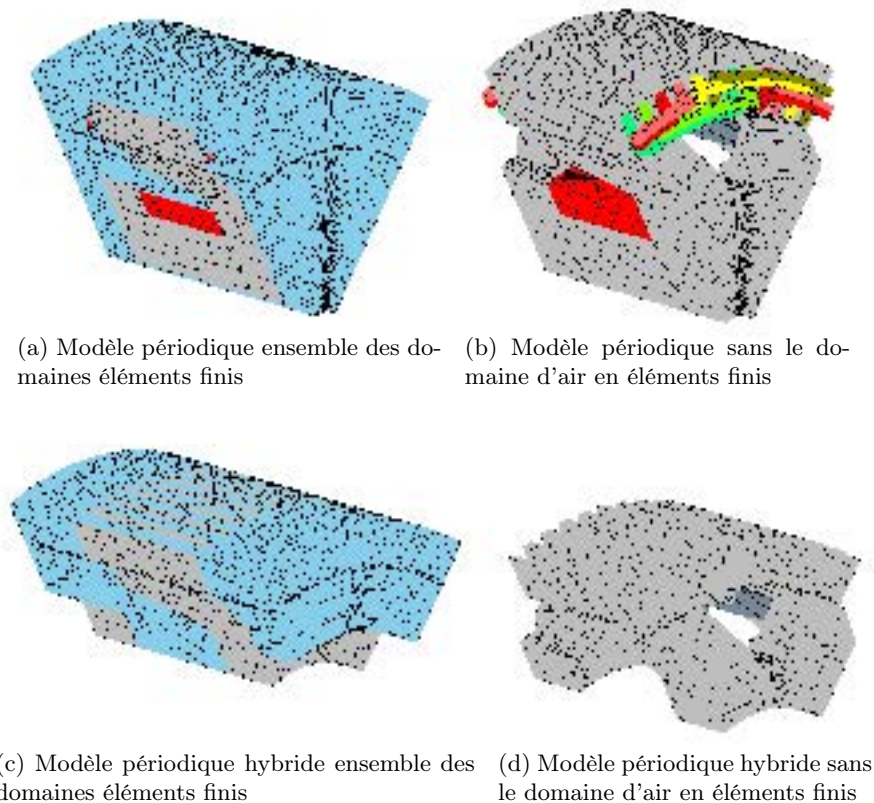 (a) Modèle périodique ensemble des do-
maines éléments finis
(b) Modèle périodique sans le do-
maine d'air en éléments finis
(c) Modèle périodique hybride ensemble des
domaines éléments finis
(d) Modèle périodique hybride sans
le domaine d'air en éléments finis